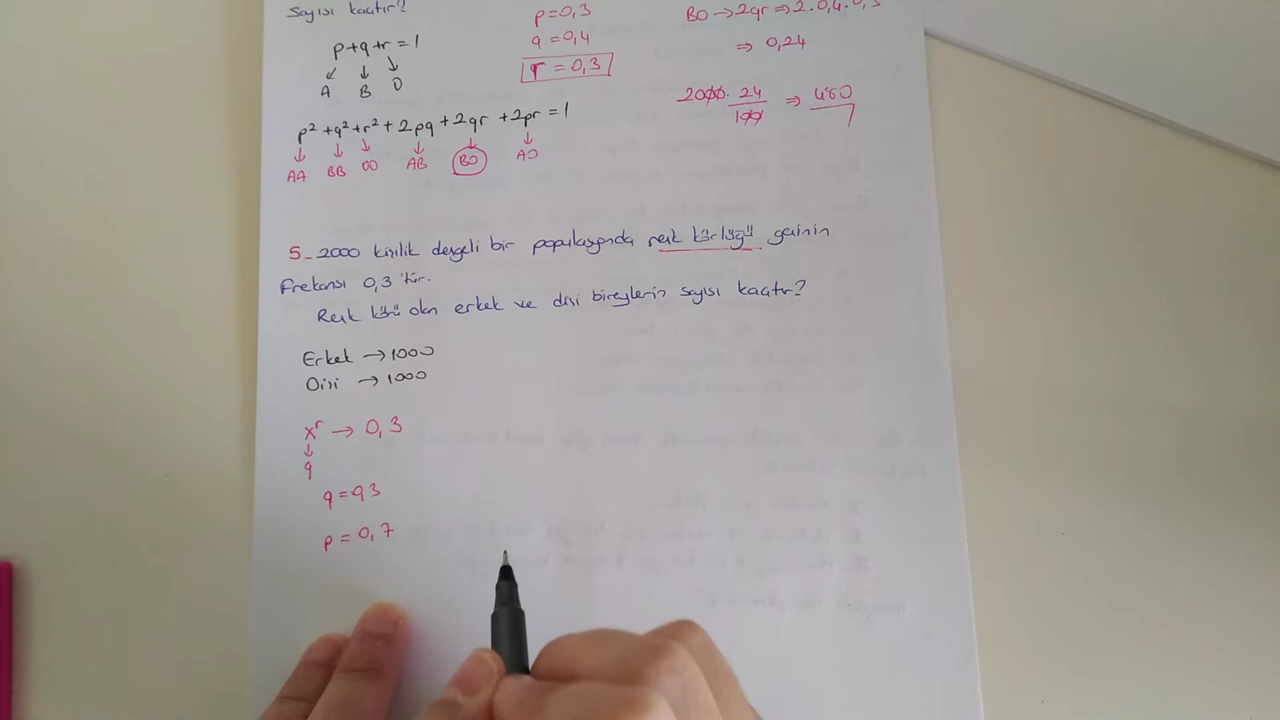 Sayısı kaçtır?
p+q+r=1
A B O
p²+q²+r²+2pq+2qr+2pr=1
AA BB OO AB BO AO
p=0,3
q=0,4
r=0,3
BO→2qr⇒2.0,4.0,3
⇒ 0,24
2000. 24/100 ⇒ 480
5_ 2000 kişilik dengeli bir populasyonda renk körlüğü geninin
frekansı 0,3'tür.
Renk körü olan erkek ve dişi bireylerin sayısı kaçtır?
Erkek →1000
Dişi →1000
xʳ → 0,3
q
q=0,3
p=0,7